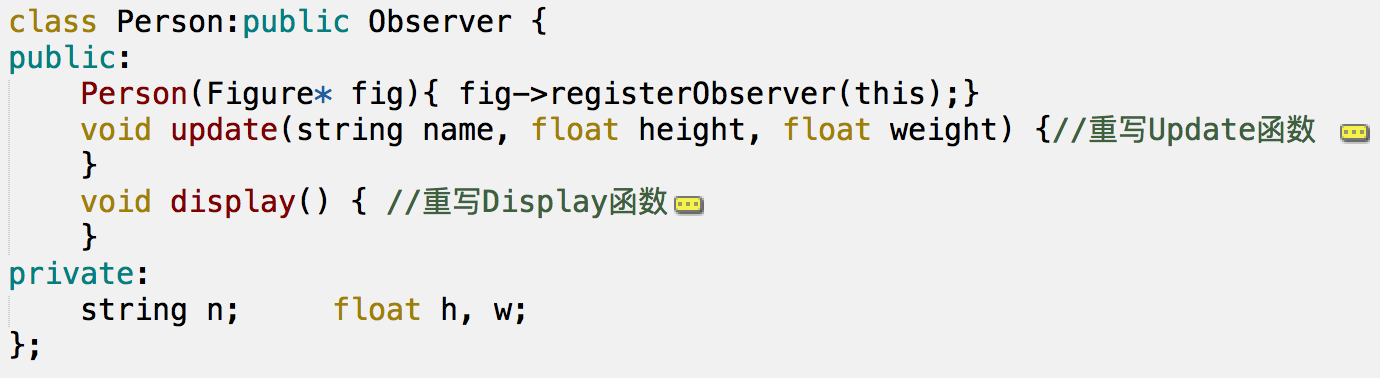 class Person:public Observer {
public:
    Person(Figure* fig){ fig->registerObserver(this);}
    void update(string name, float height, float weight) {//重写Update函数
    }
    void display() { //重写Display函数
    }
private:
    string n;     float h, w;
};